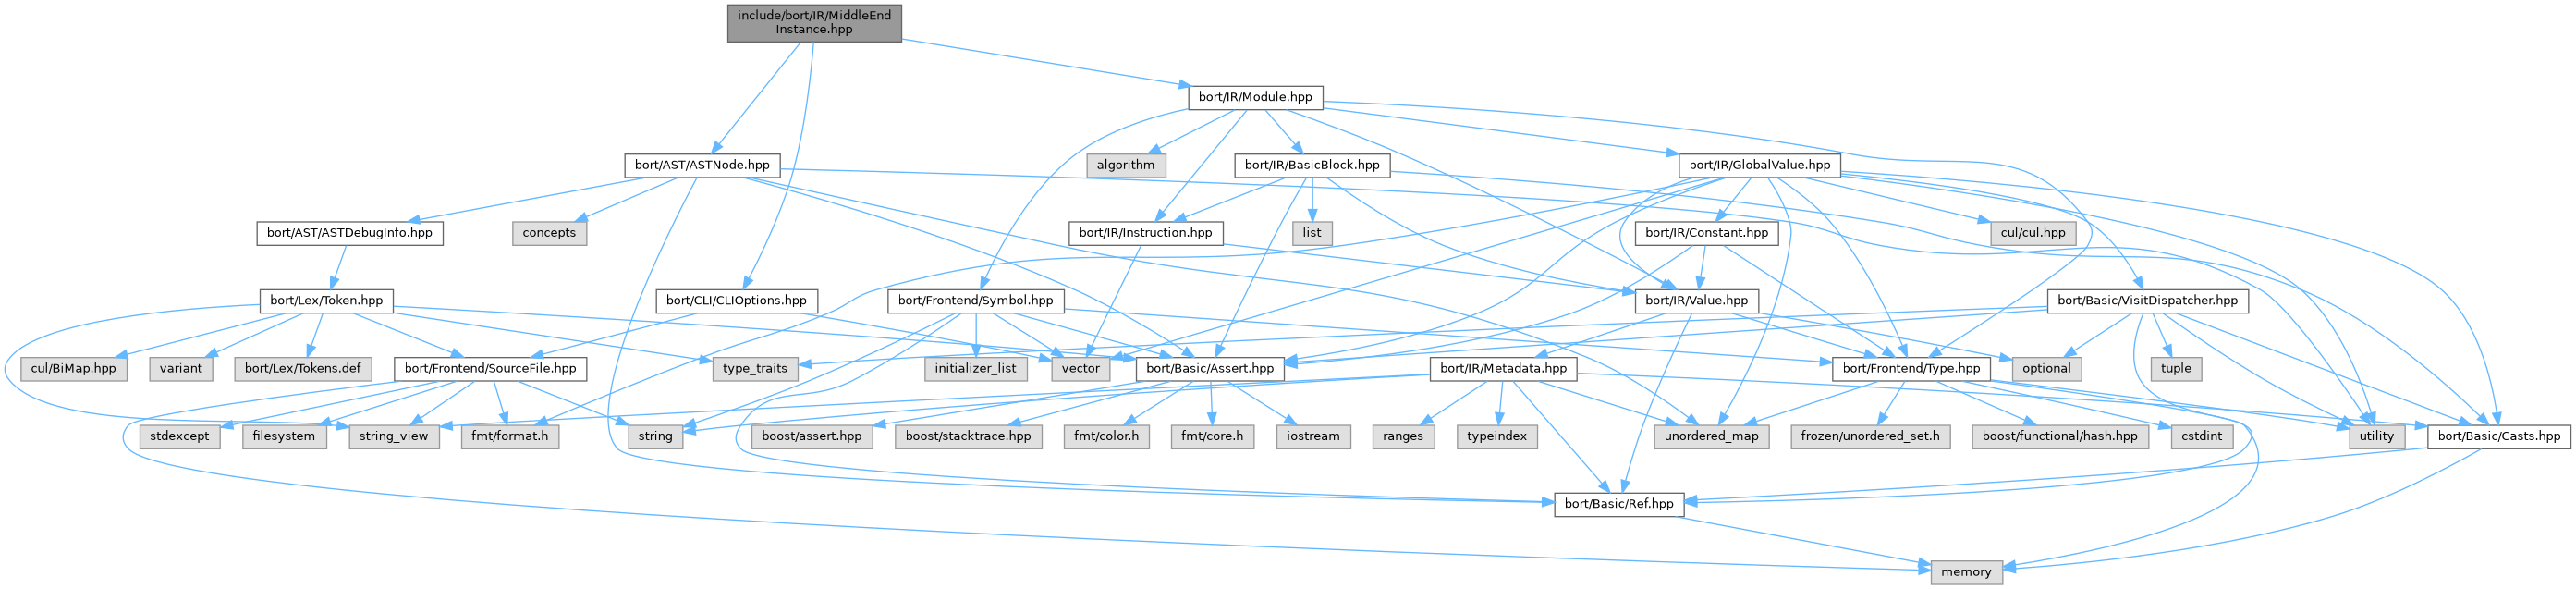 include/bort/IR/MiddleEnd
Instance.hpp
bort/IR/Module.hpp
bort/AST/ASTNode.hpp
algorithm
bort/IR/BasicBlock.hpp
bort/IR/GlobalValue.hpp
bort/AST/ASTDebugInfo.hpp
concepts
bort/IR/Instruction.hpp
list
bort/IR/Constant.hpp
cul/cul.hpp
bort/Lex/Token.hpp
bort/CLI/CLIOptions.hpp
bort/Frontend/Symbol.hpp
bort/IR/Value.hpp
bort/Basic/VisitDispatcher.hpp
cul/BiMap.hpp
variant
bort/Lex/Tokens.def
bort/Frontend/SourceFile.hpp
type_traits
initializer_list
vector
bort/Basic/Assert.hpp
bort/IR/Metadata.hpp
bort/Frontend/Type.hpp
optional
tuple
stdexcept
filesystem
string_view
fmt/format.h
string
boost/assert.hpp
boost/stacktrace.hpp
fmt/color.h
fmt/core.h
iostream
ranges
typeindex
unordered_map
frozen/unordered_set.h
boost/functional/hash.hpp
cstdint
utility
bort/Basic/Casts.hpp
bort/Basic/Ref.hpp
memory